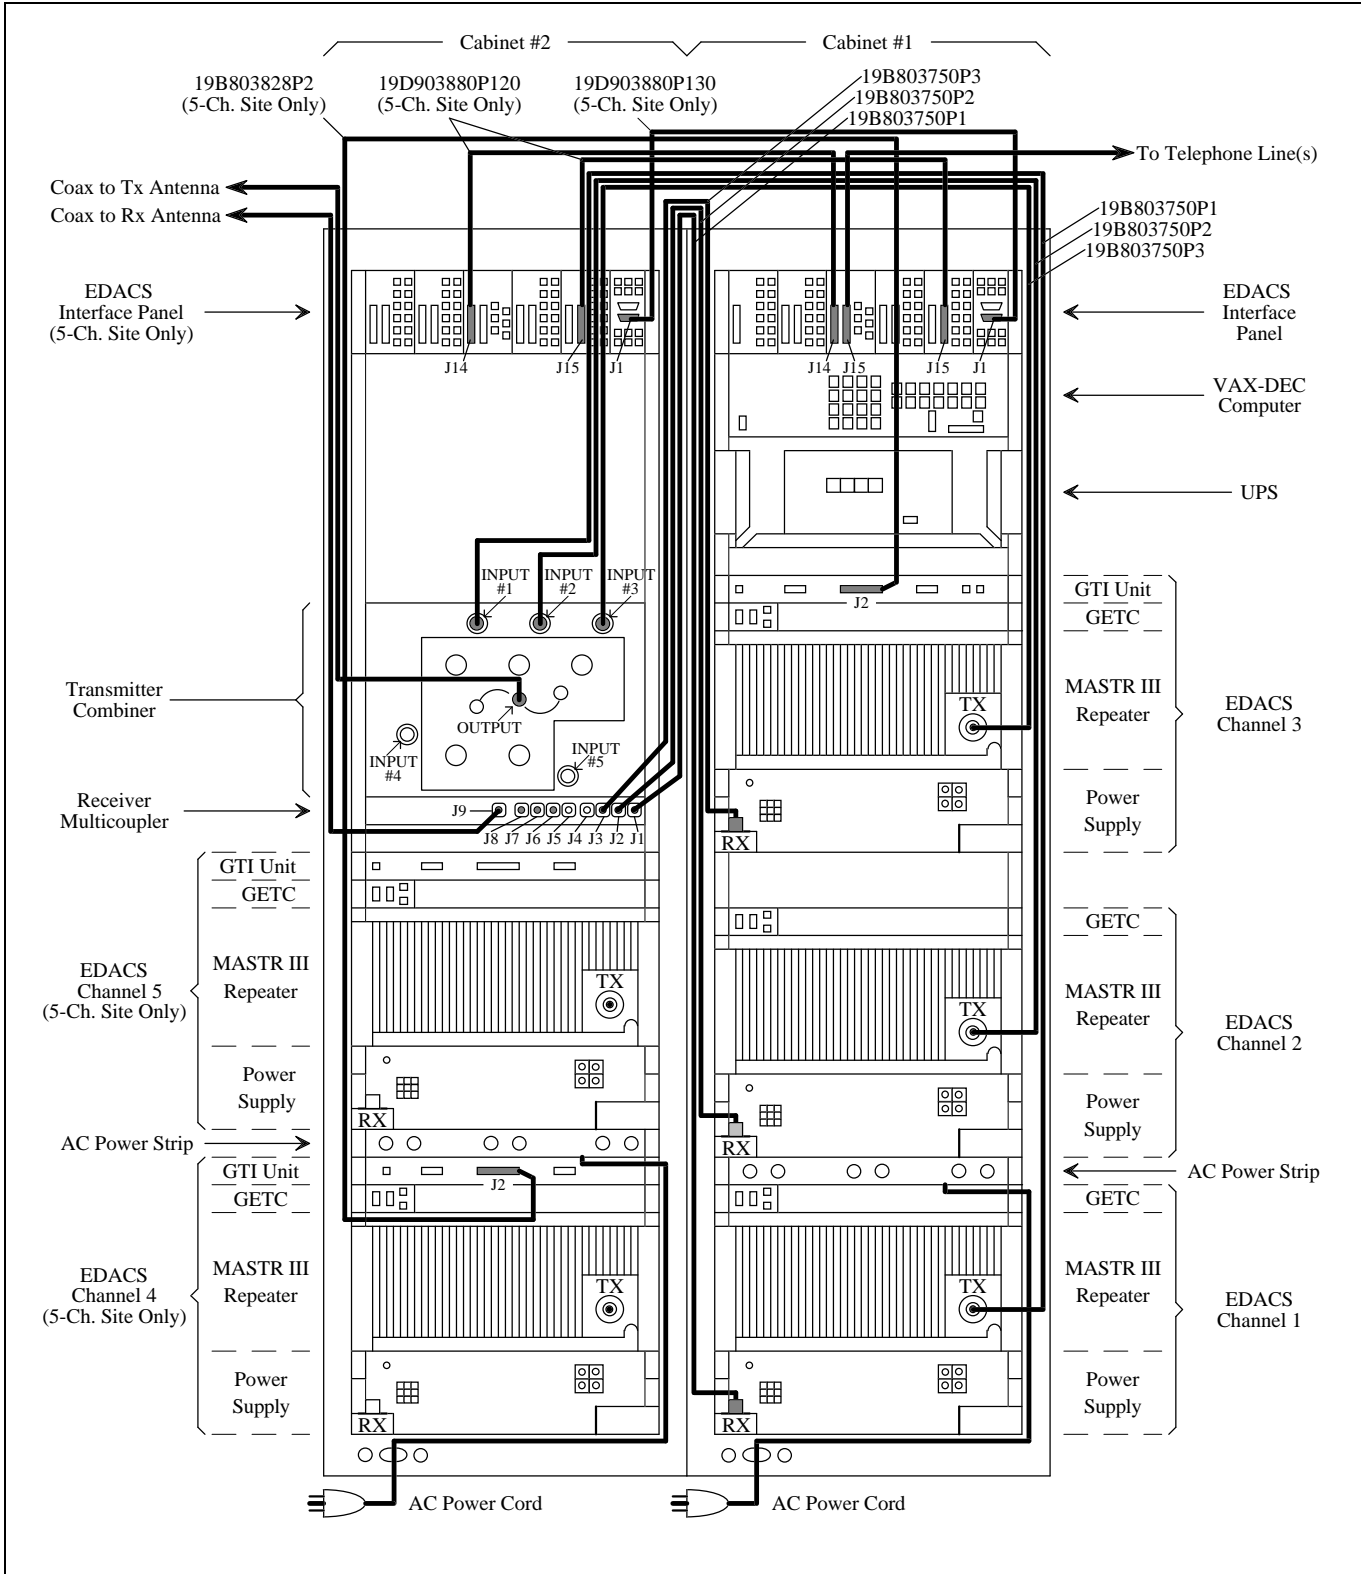 Cabinet #2
Cabinet #1
19B803828P2
(5-Ch. Site Only)
19D903880P120
(5-Ch. Site Only)
19D903880P130
(5-Ch. Site Only)
19B803750P3
19B803750P2
19B803750P1
To Telephone Line(s)
Coax to Tx Antenna
Coax to Rx Antenna
19B803750P1
19B803750P2
19B803750P3
EDACS
Interface Panel
(5-Ch. Site Only)
EDACS
Interface
Panel
J14
J15
J1
J14
J15
J15
J1
VAX-DEC
Computer
UPS
INPUT
#1
INPUT
#2
INPUT
#3
J2
GTI Unit
GETC
Transmitter
Combiner
OUTPUT
INPUT
#4
INPUT
#5
TX
MASTR III
Repeater
EDACS
Channel 3
Receiver
Multicoupler
J9
J8
J7
J6
J5
J4
J3
J2
J1
RX
Power
Supply
GTI Unit
GETC
GETC
EDACS
Channel 5
(5-Ch. Site Only)
MASTR III
Repeater
TX
TX
MASTR III
Repeater
EDACS
Channel 2
Power
Supply
RX
RX
Power
Supply
AC Power Strip
AC Power Strip
GTI Unit
J2
GETC
GETC
EDACS
Channel 4
(5-Ch. Site Only)
MASTR III
Repeater
TX
TX
MASTR III
Repeater
EDACS
Channel 1
Power
Supply
RX
RX
Power
Supply
AC Power Cord
AC Power Cord